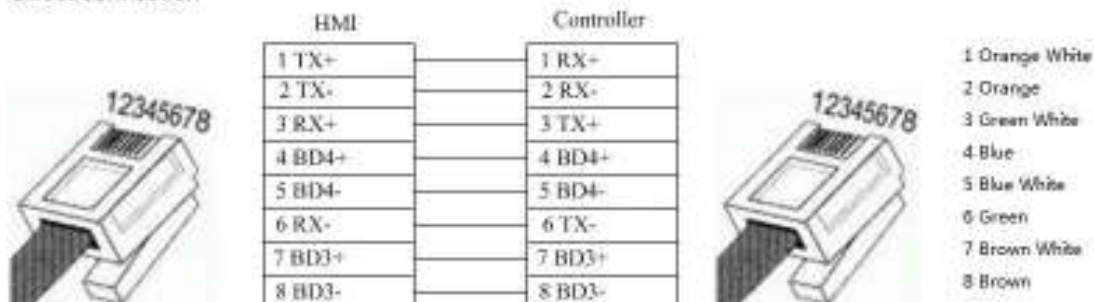 HMI
Controller
1 TX+
1 RX+
1 Orange White
2 TX-
2 RX-
2 Orange
12345678
3 RX+
3 TX+
12345678
3 Green White
4 BD4+
4 BD4+
4 Blue
5 BD4-
5 BD4-
5 Blue White
6 RX-
6 TX-
6 Green
7 BD3+
7 BD3+
7 Brown White
8 BD3-
8 BD3-
8 Brown